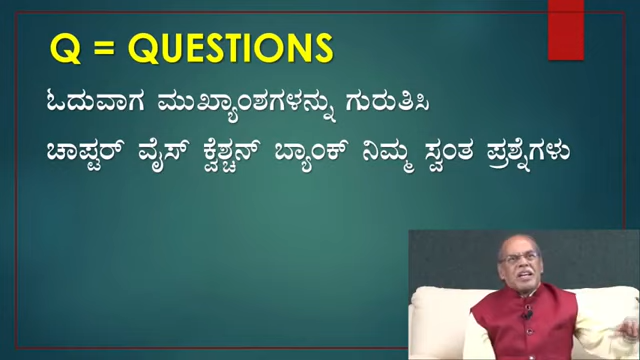 Q = QUESTIONS
ಓದುವಾಗ ಮುಖ್ಯಾಂಶಗಳನ್ನು ಗುರುತಿಸಿ
ಚಾಪ್ಟರ್ ವೈಸ್ ಕ್ವೆಶ್ಚನ್ ಬ್ಯಾಂಕ್ ನಿಮ್ಮ ಸ್ವಂತ ಪ್ರಶ್ನೆಗಳು